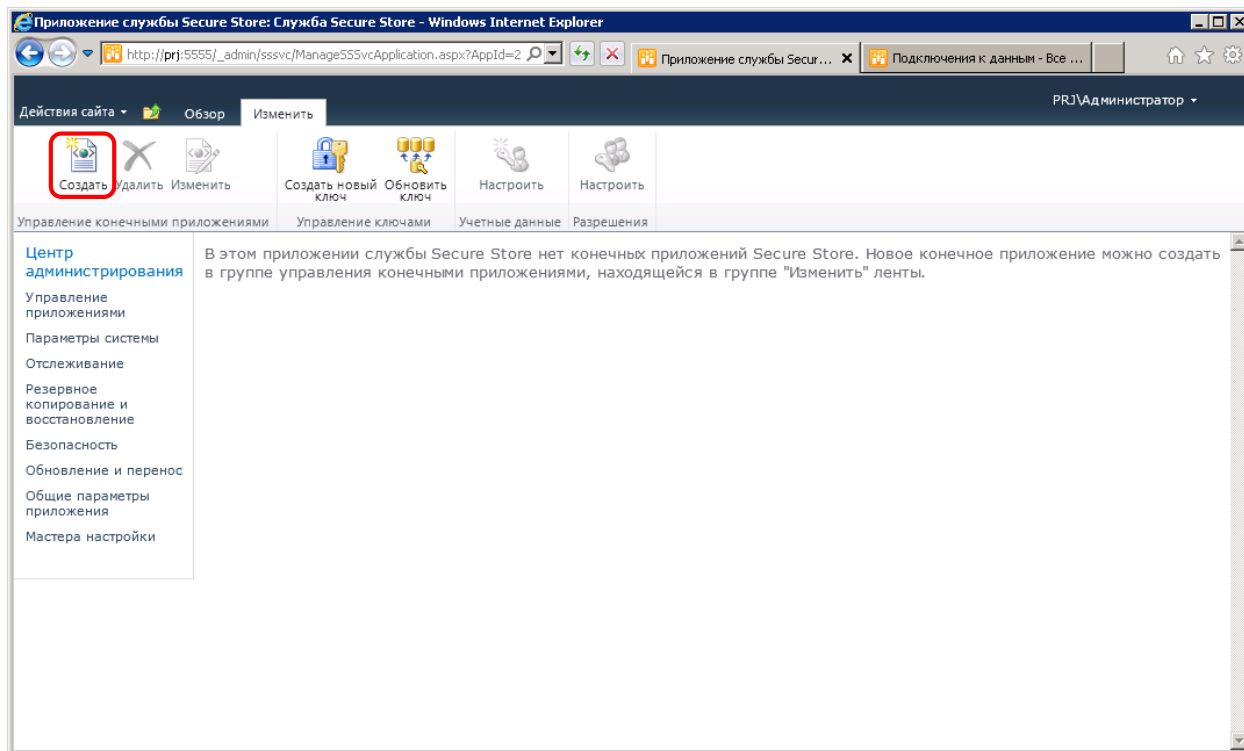 Приложение службы Secure Store: Служба Secure Store - Windows Internet Explorer
http://prj:5555/_admin/sssvc/ManageSSSvcApplication.aspx?AppId=2
Приложение службы Secur...
Подключения к данным - Все ...
Действия сайта
Обзор
Изменить
PRJ\Администратор
Создать
Удалить
Изменить
Создать новый
ключ
Обновить
ключ
Настроить
Настроить
Управление конечными приложениями
Управление ключами
Учетные данные
Разрешения
Центр
администрирования
Управление
приложениями
Параметры системы
Отслеживание
Резервное
копирование и
восстановление
Безопасность
Обновление и перенос
Общие параметры
приложения
Мастера настройки
В этом приложении службы Secure Store нет конечных приложений Secure Store. Новое конечное приложение можно создать
в группе управления конечными приложениями, находящейся в группе "Изменить" ленты.